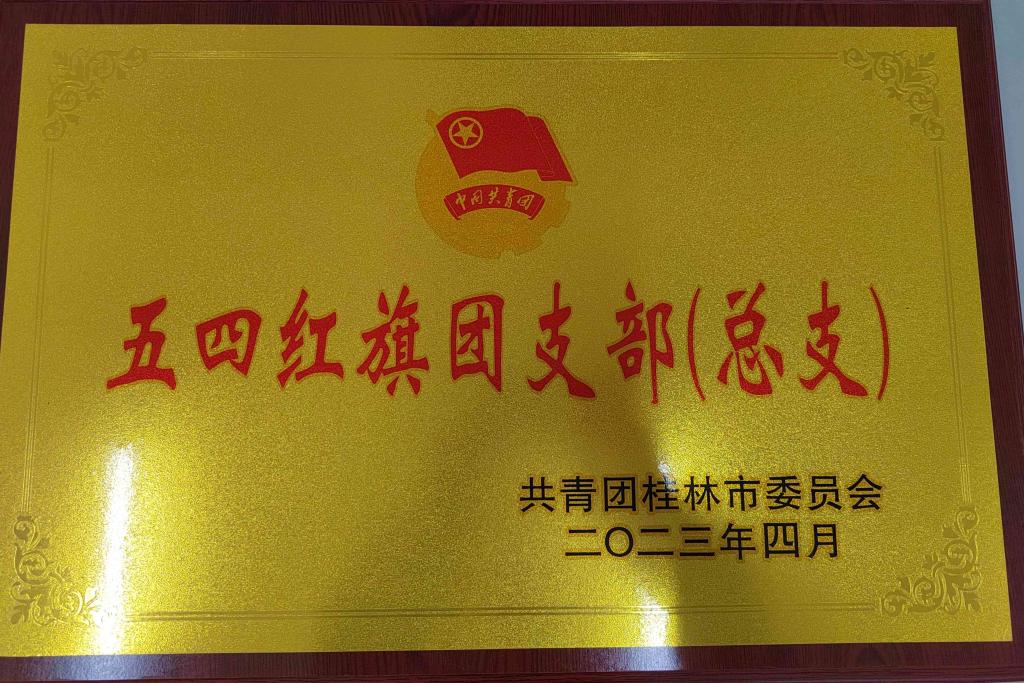 中国共青团
五四红旗团支部(总支)
共青团桂林市委员会
二〇二三年四月